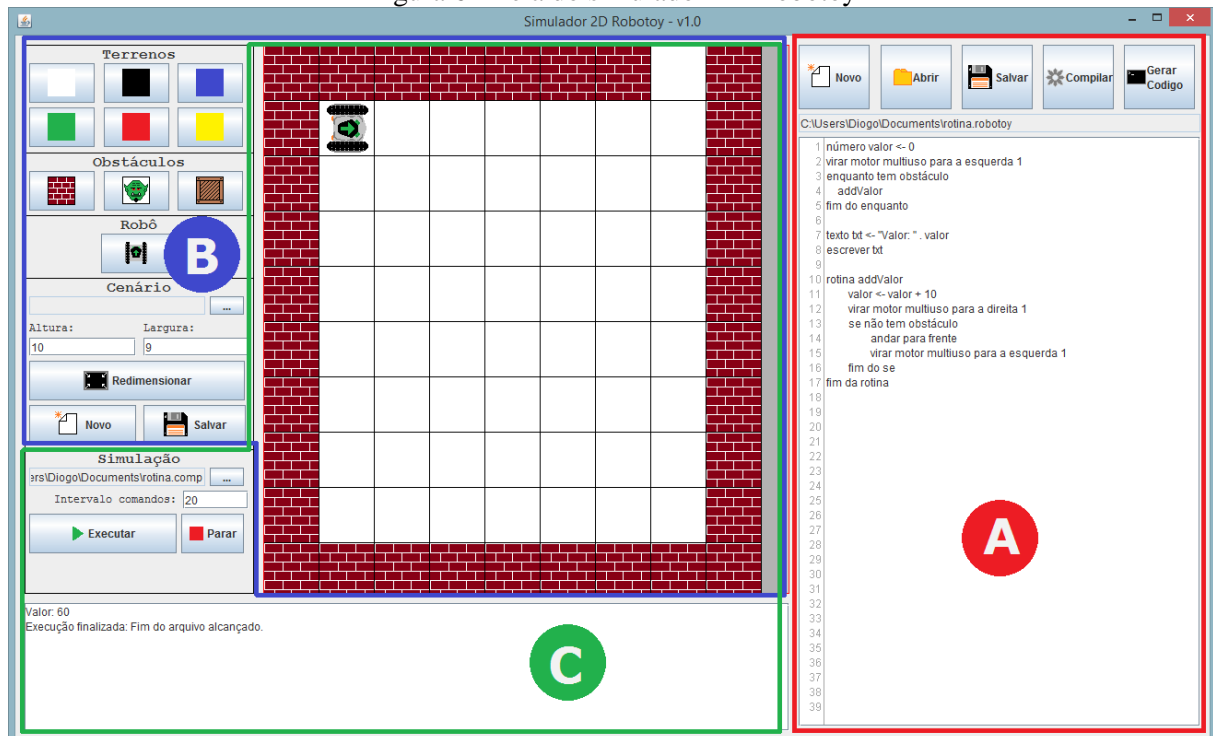 Simulador 2D Robotoy - v1.0
Terrenos
Obstáculos
Robô
B
Cenário
...
Altura:
Largura:
10
9
Redimensionar
Novo
Salvar
Simulação
ers\Diogo\Documents\rotina.comp
...
Intervalo comandos:
20
Executar
Parar
Valor: 60
Execução finalizada: Fim do arquivo alcançado.
C
Novo
Abrir
Salvar
Compilar
Gerar
Codigo
C:\Users\Diogo\Documents\rotina.robotoy
1 número valor <- 0
2 virar motor multiuso para a esquerda 1
3 enquanto tem obstáculo
4 addValor
5 fim do enquanto
6
7 texto txt <- "Valor: " . valor
8 escrever txt
9
10 rotina addValor
11 valor <- valor + 10
12 virar motor multiuso para a direita 1
13 se não tem obstáculo
14 andar para frente
15 virar motor multiuso para a esquerda 1
16 fim do se
17 fim da rotina
18
19
20
21
22
23
24
25
26
27
28
29
30
31
32
33
34
35
36
37
38
39
A